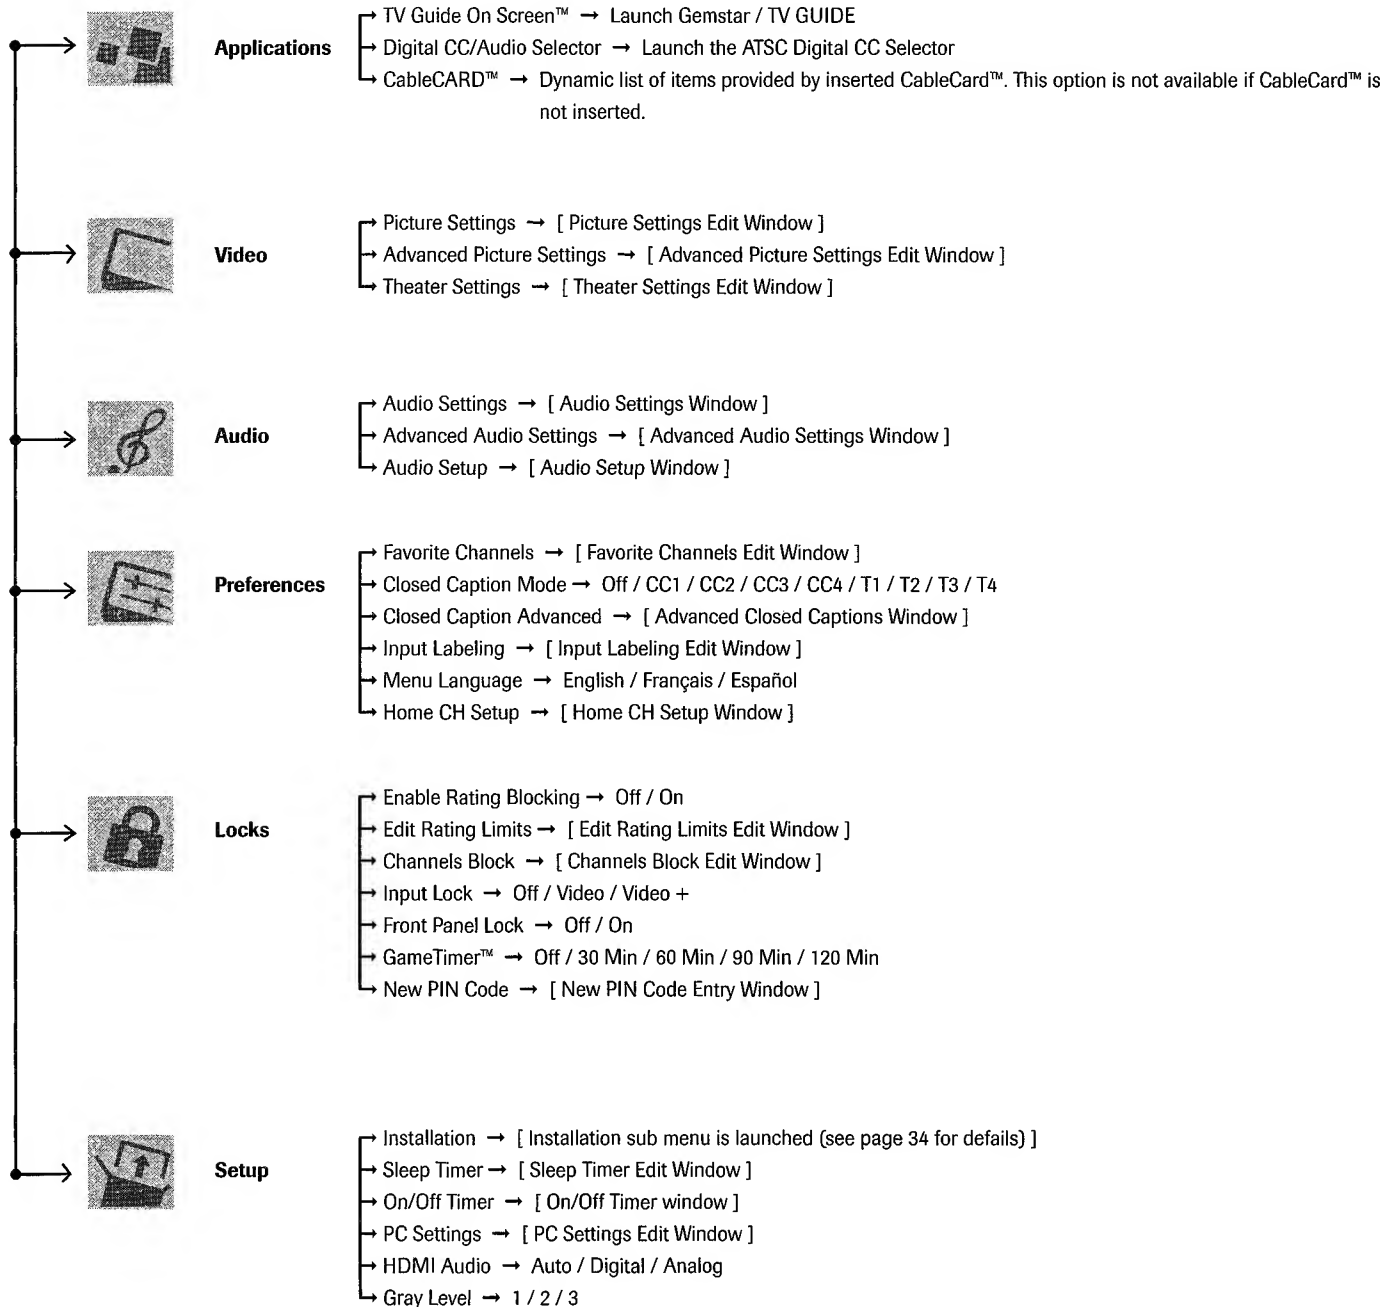 Applications
TV Guide On Screen™ → Launch Gemstar / TV GUIDE
Digital CC/Audio Selector → Launch the ATSC Digital CC Selector
CableCARD™ → Dynamic list of items provided by inserted CableCard™. This option is not available if CableCard™ is
not inserted.
Video
Picture Settings → [ Picture Settings Edit Window ]
Advanced Picture Settings → [ Advanced Picture Settings Edit Window ]
Theater Settings → [ Theater Settings Edit Window ]
Audio
Audio Settings → [ Audio Settings Window ]
Advanced Audio Settings → [ Advanced Audio Settings Window ]
Audio Setup → [ Audio Setup Window ]
Preferences
Favorite Channels → [ Favorite Channels Edit Window ]
Closed Caption Mode → Off / CC1 / CC2 / CC3 / CC4 / T1 / T2 / T3 / T4
Closed Caption Advanced → [ Advanced Closed Captions Window ]
Input Labeling → [ Input Labeling Edit Window ]
Menu Language → English / Français / Español
Home CH Setup → [ Home CH Setup Window ]
Locks
Enable Rating Blocking → Off / On
Edit Rating Limits → [ Edit Rating Limits Edit Window ]
Channels Block → [ Channels Block Edit Window ]
Input Lock → Off / Video / Video +
Front Panel Lock → Off / On
GameTimer™ → Off / 30 Min / 60 Min / 90 Min / 120 Min
New PIN Code → [ New PIN Code Entry Window ]
Setup
Installation → [ Installation sub menu is launched (see page 34 for defails) ]
Sleep Timer → [ Sleep Timer Edit Window ]
On/Off Timer → [ On/Off Timer window ]
PC Settings → [ PC Settings Edit Window ]
HDMI Audio → Auto / Digital / Analog
Gray Level → 1 / 2 / 3